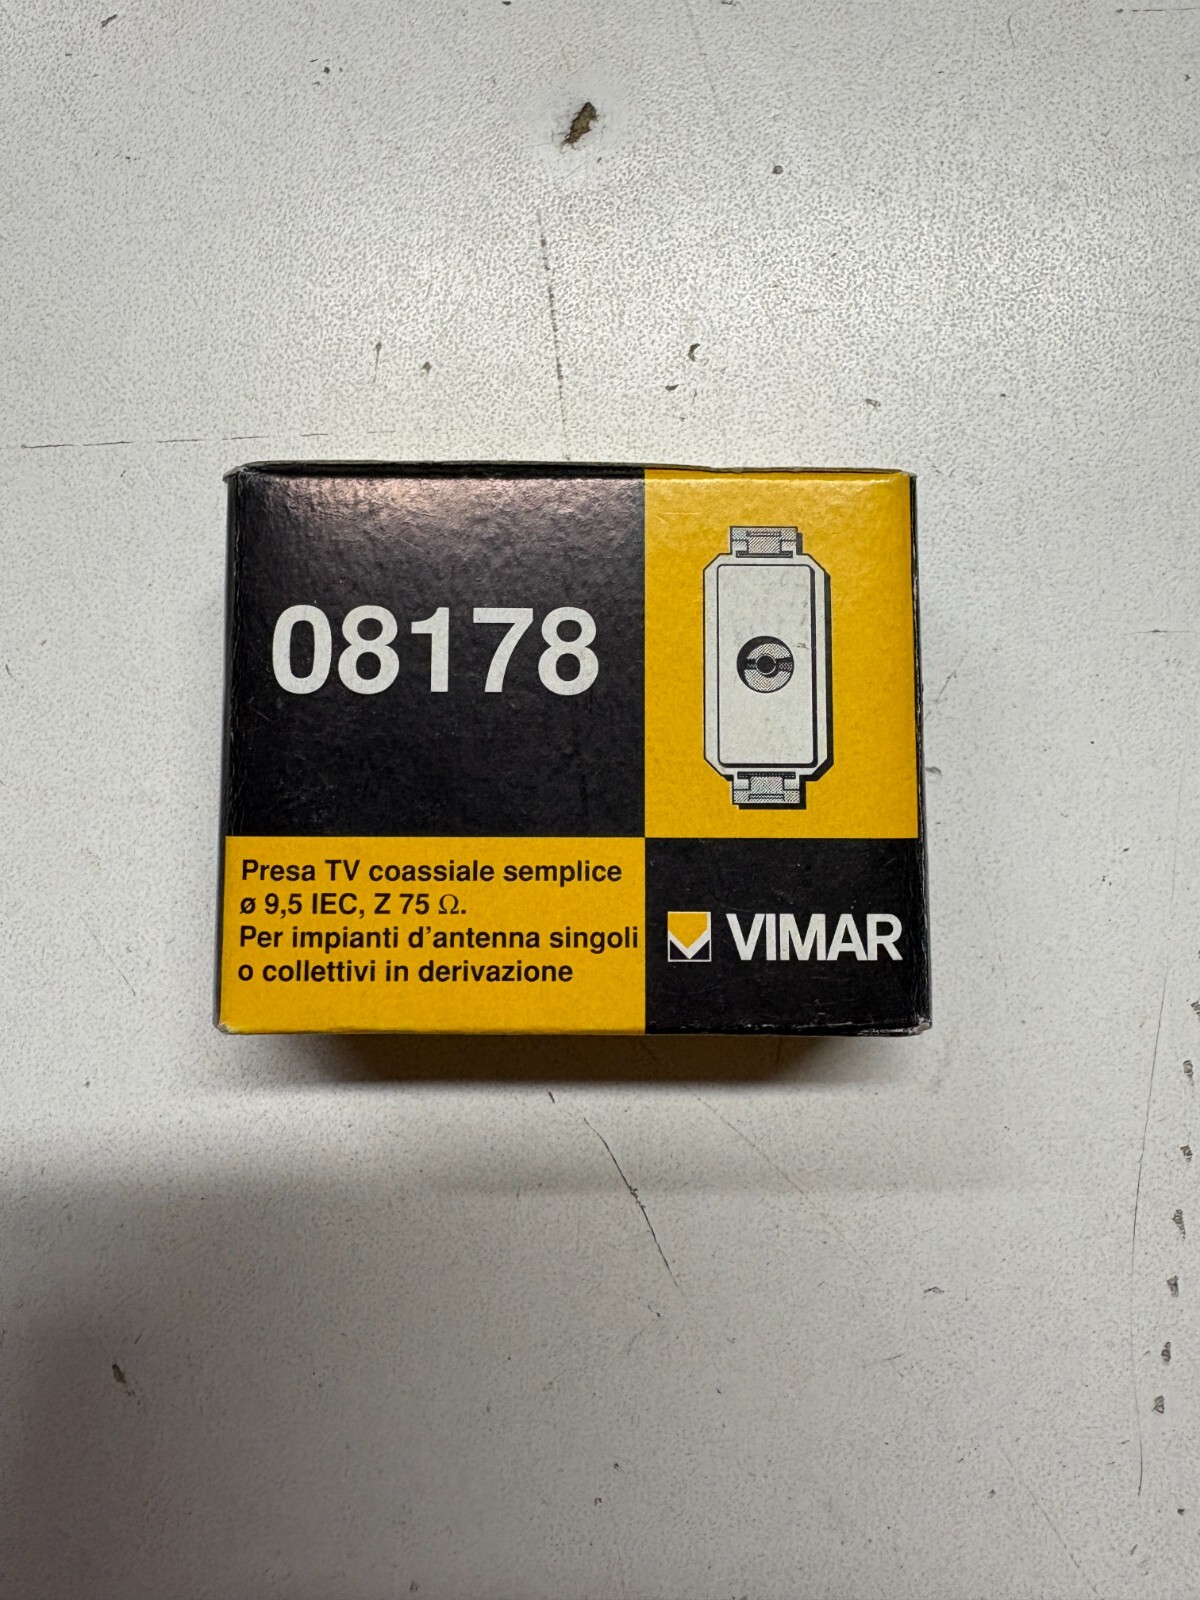 08178
Presa TV coassiale semplice
ø 9,5 IEC, Z 75 Ω.
Per impianti d'antenna singoli
o collettivi in derivazione
VIMAR